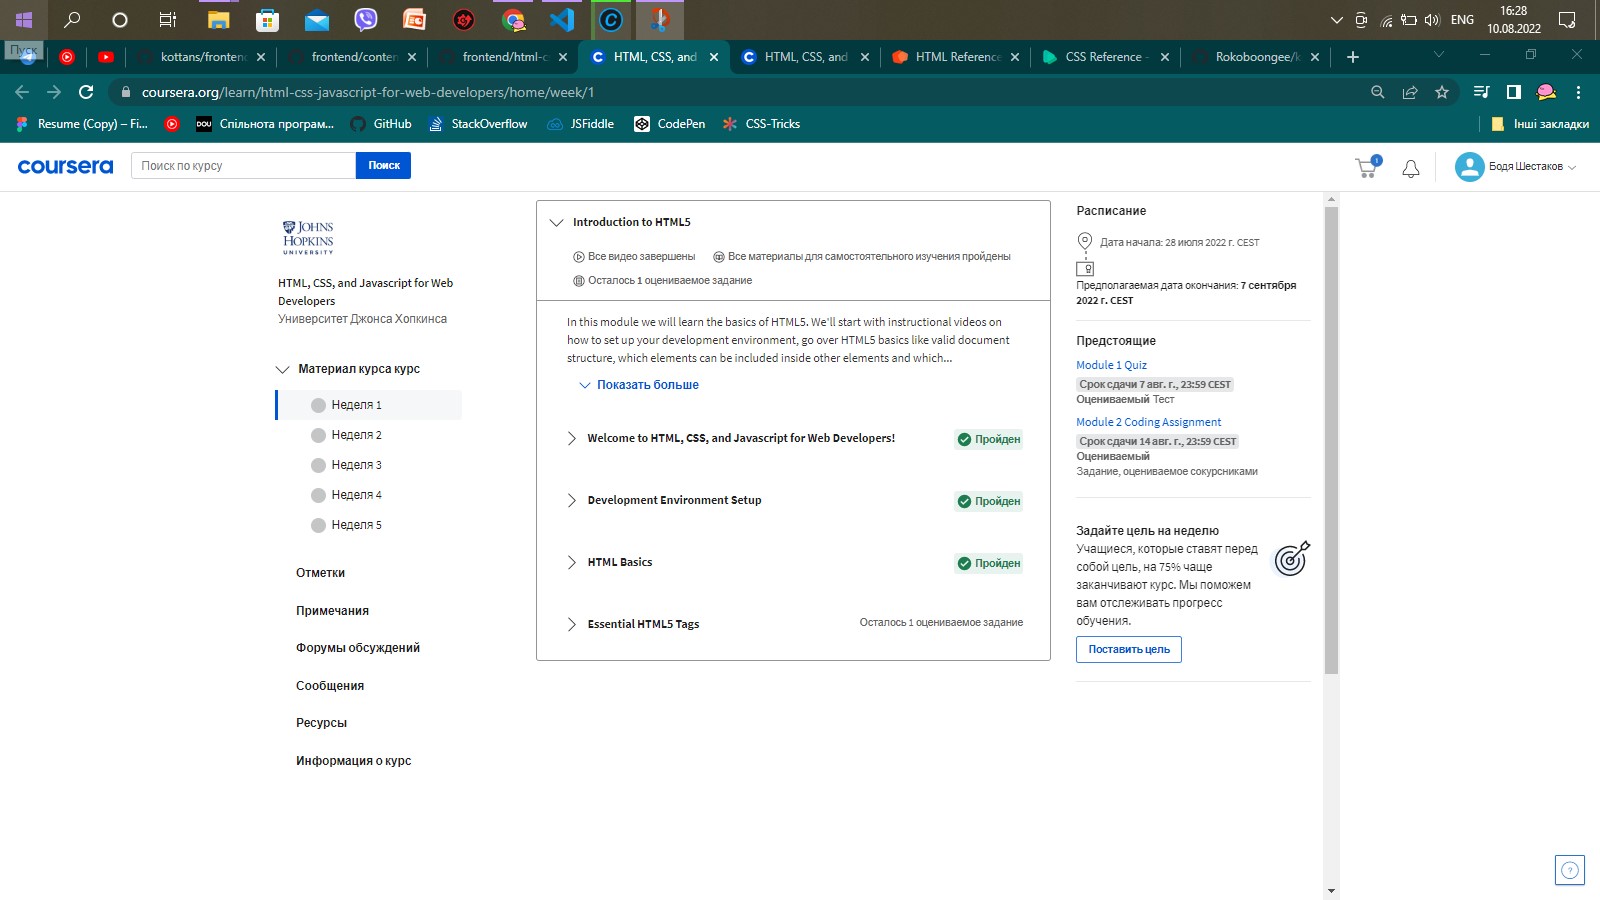 ENG
16:28
10.08.2022
Пуск
kottans/frontend
frontend/conten
frontend/html-c
HTML, CSS, and
HTML, CSS, and
HTML Reference
CSS Reference -
Rokoboongee/k
coursera.org/learn/html-css-javascript-for-web-developers/home/week/1
Resume (Copy) – Fi...
DOU
Спільнота програм...
GitHub
StackOverflow
JSFiddle
CodePen
CSS-Tricks
Інші закладки
coursera
Поиск по курсу
Поиск
1
Бодя Шестаков
JOHNS
HOPKINS
UNIVERSITY
HTML, CSS, and Javascript for Web
Developers
Университет Джонса Хопкинса
Материал курса курс
Неделя 1
Неделя 2
Неделя 3
Неделя 4
Неделя 5
Отметки
Примечания
Форумы обсуждений
Сообщения
Ресурсы
Информация о курс
Introduction to HTML5
Все видео завершены
Все материалы для самостоятельного изучения пройдены
Осталось 1 оцениваемое задание
In this module we will learn the basics of HTML5. We'll start with instructional videos on
how to set up your development environment, go over HTML5 basics like valid document
structure, which elements can be included inside other elements and which...
Показать больше
Welcome to HTML, CSS, and Javascript for Web Developers!
Пройден
Development Environment Setup
Пройден
HTML Basics
Пройден
Essential HTML5 Tags
Осталось 1 оцениваемое задание
Расписание
Дата начала: 28 июля 2022 г. CEST
Предполагаемая дата окончания: 7 сентября
2022 г. CEST
Предстоящие
Module 1 Quiz
Срок сдачи 7 авг. г., 23:59 CEST
Оцениваемый Тест
Module 2 Coding Assignment
Срок сдачи 14 авг. г., 23:59 CEST
Оцениваемый
Задание, оцениваемое сокурсниками
Задайте цель на неделю
Учащиеся, которые ставят перед
собой цель, на 75% чаще
заканчивают курс. Мы поможем
вам отслеживать прогресс
обучения.
Поставить цель